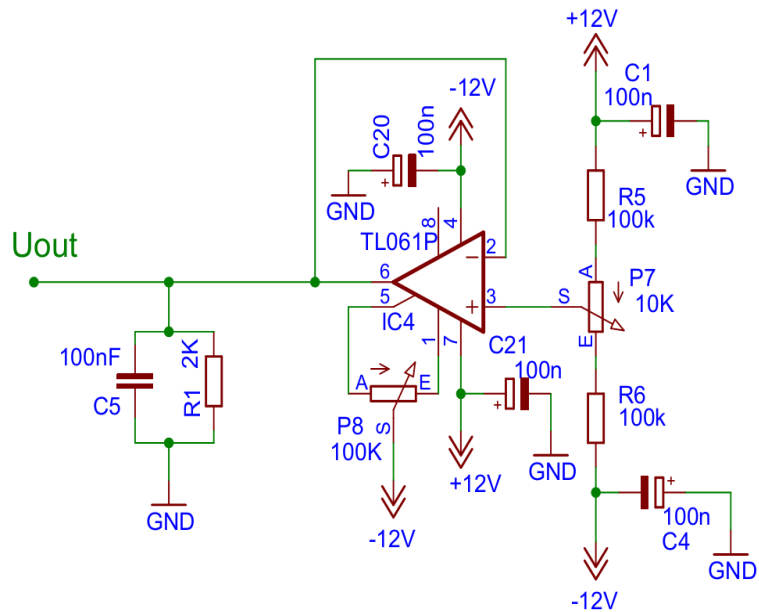 +12V
C1
100n
+
GND
-12V
C20
100n
+
GND
R5
100k
TL061P
8
4
2
Uout
6
5
3
IC4
1
7
A
P7
S
10K
E
C21
100n
+
GND
100nF
C5
2K
R1
GND
A
E
P8
S
100K
-12V
+12V
R6
100k
+
100n
C4
GND
-12V